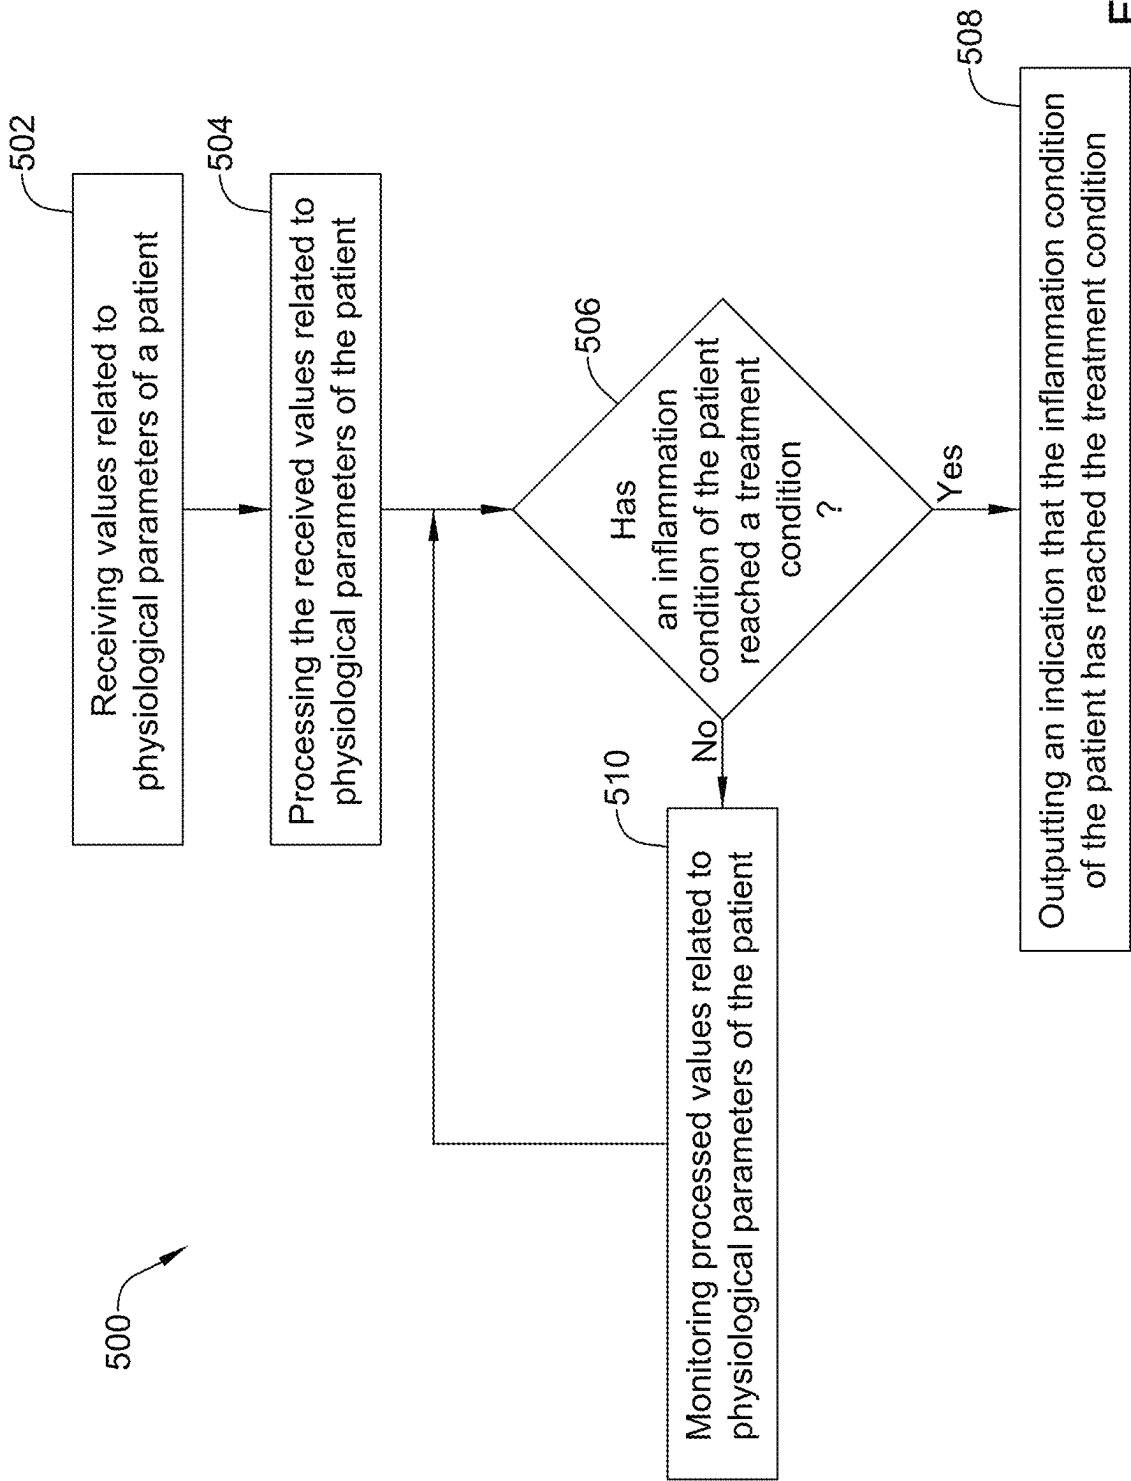 500
502
Receiving values related to
physiological parameters of a patient
504
Processing the received values related to
physiological parameters of the patient
506
Has
an inflammation
condition of the patient
reached a treatment
condition
?
No
510
Monitoring processed values related to
physiological parameters of the patient
Yes
508
Outputting an indication that the inflammation condition
of the patient has reached the treatment condition